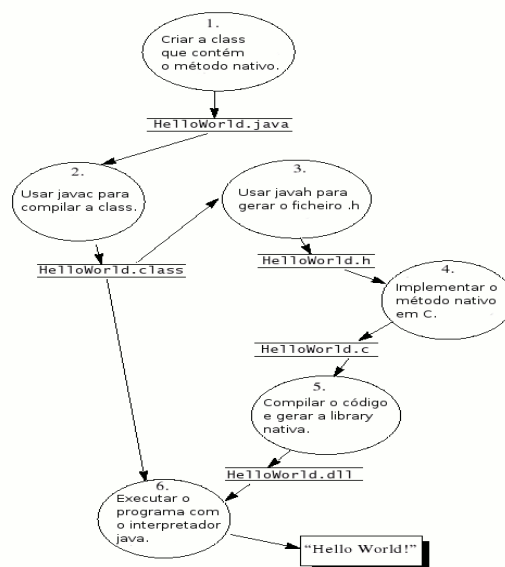 1.
Criar a class
que contém
o método nativo.
HelloWorld.java
2.
Usar javac para
compilar a class.
HelloWorld.class
3.
Usar javah para
gerar o ficheiro .h
HelloWorld.h
4.
Implementar o
método nativo
em C.
HelloWorld.c
5.
Compilar o código
e gerar a library
nativa.
HelloWorld.dll
6.
Executar o
programa com
o interpretador
java.
“Hello World!”